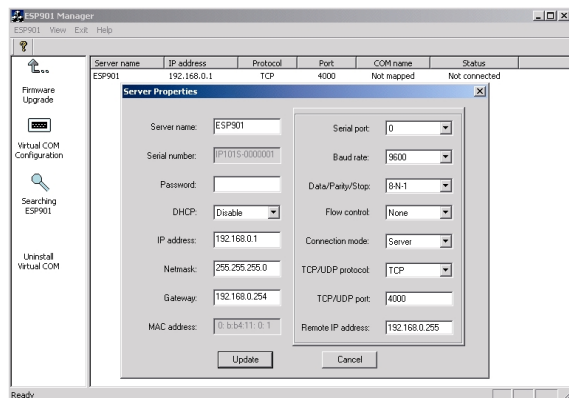 ESP901 Manager
ESP901 View Exit Help
Server name IP address Protocol Port COM name Status
ESP901 192.168.0.1 TCP 4000 Not mapped Not connected
Firmware
Upgrade
Virtual COM
Configuration
Searching
ESP901
Uninstall
Virtual COM
Server Properties
Server name: ESP901
Serial number: IP1015-0000001
Password:
DHCP: Disable
IP address: 192.168.0.1
Netmask: 255.255.255.0
Gateway: 192.168.0.254
MAC address: 0: b:b4:11: 0: 1
Serial port: 0
Baud rate: 9600
Data/Parity/Stop: 8-N-1
Flow control: None
Connection mode: Server
TCP/UDP protocol: TCP
TCP/UDP port: 4000
Remote IP address: 192.168.0.255
Update Cancel
Ready